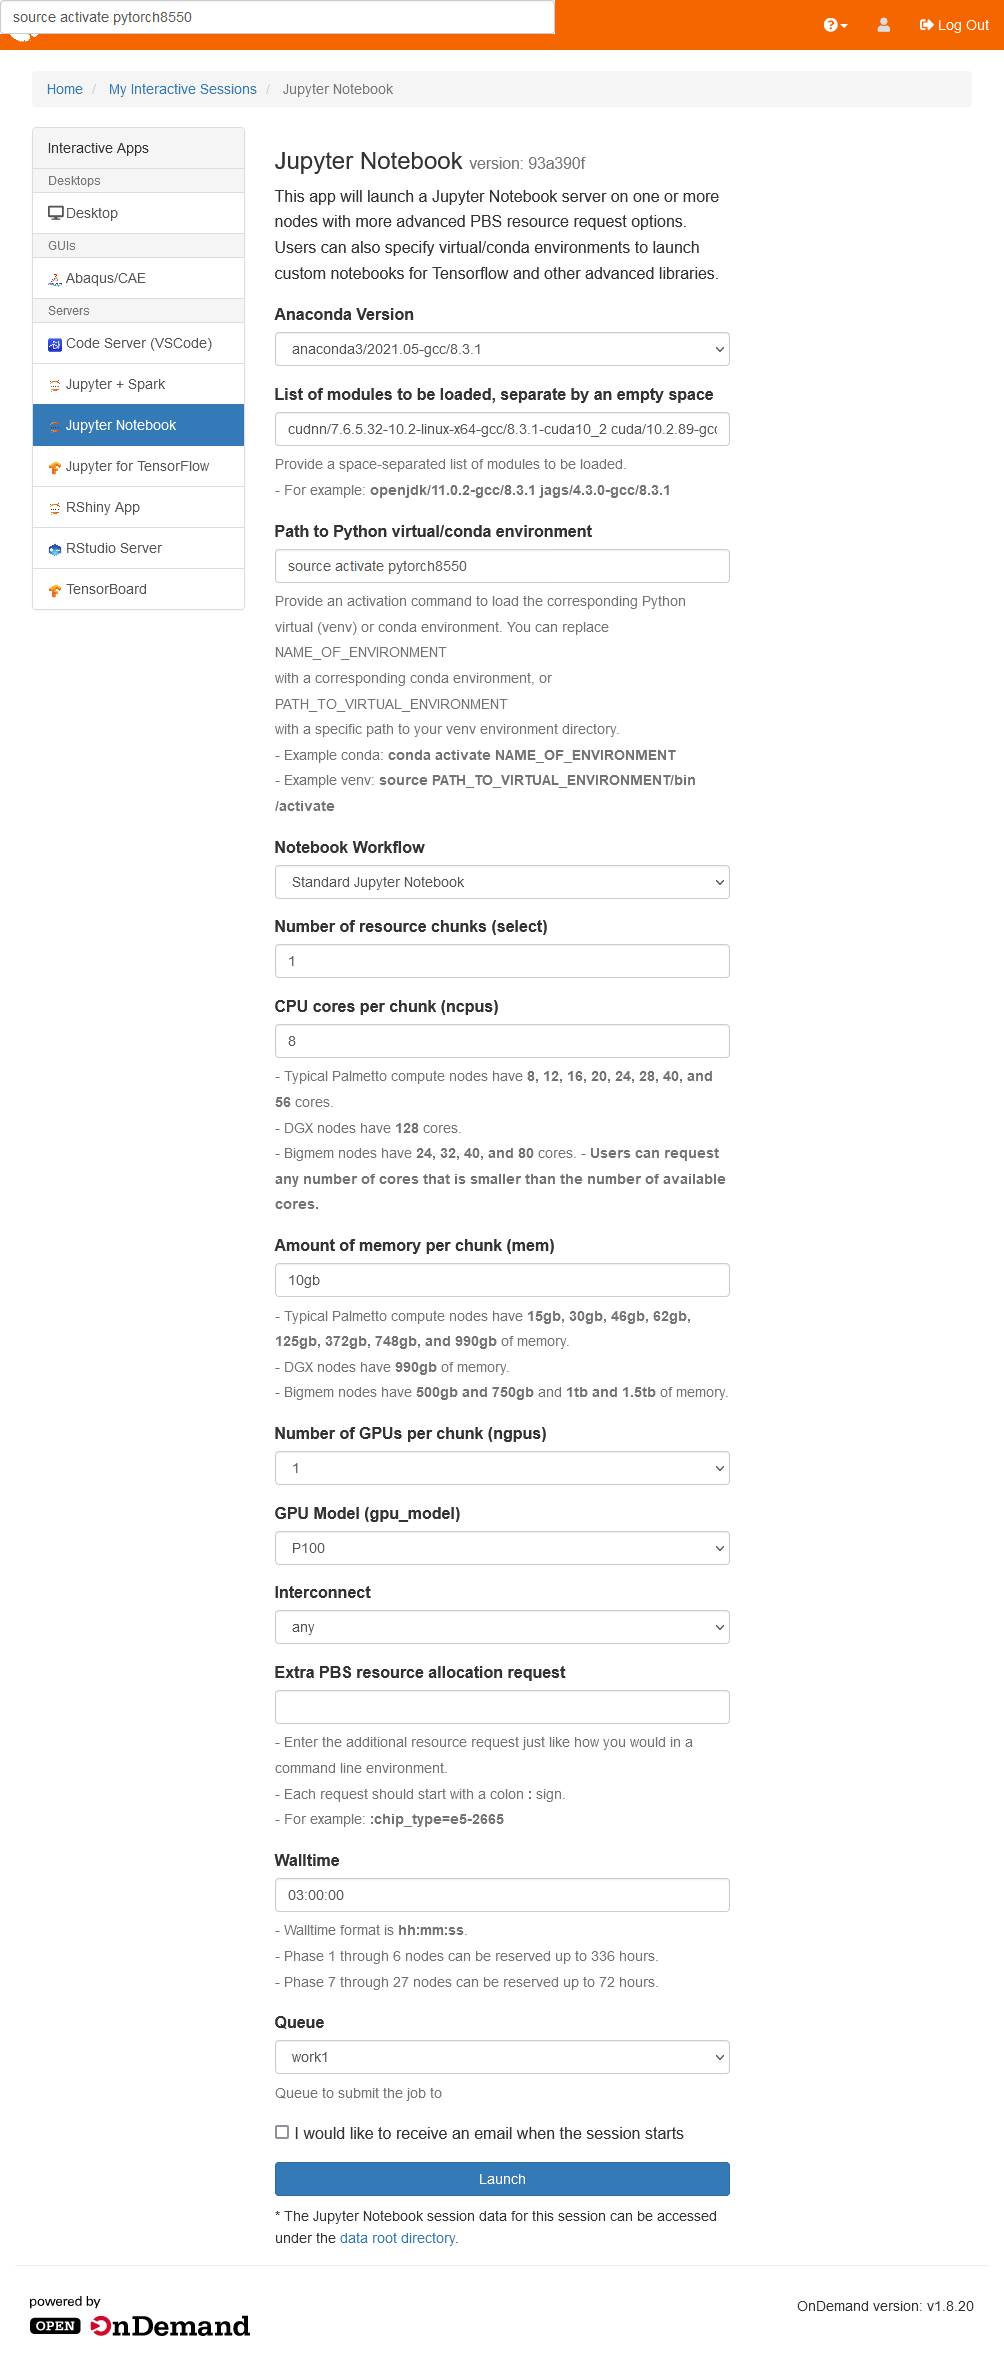 source activate pytorch8550
Log Out
Home / My Interactive Sessions / Jupyter Notebook
Interactive Apps
Desktops
Desktop
GUIs
Abaqus/CAE
Servers
Code Server (VSCode)
Jupyter + Spark
Jupyter Notebook
Jupyter for TensorFlow
RShiny App
RStudio Server
TensorBoard
Jupyter Notebook version: 93a390f
This app will launch a Jupyter Notebook server on one or more
nodes with more advanced PBS resource request options.
Users can also specify virtual/conda environments to launch
custom notebooks for Tensorflow and other advanced libraries.
Anaconda Version
anaconda3/2021.05-gcc/8.3.1
List of modules to be loaded, separate by an empty space
cudnn/7.6.5.32-10.2-linux-x64-gcc/8.3.1-cuda10_2 cuda/10.2.89-gcc
Provide a space-separated list of modules to be loaded.
- For example: openjdk/11.0.2-gcc/8.3.1 jags/4.3.0-gcc/8.3.1
Path to Python virtual/conda environment
source activate pytorch8550
Provide an activation command to load the corresponding Python
virtual (venv) or conda environment. You can replace
NAME_OF_ENVIRONMENT
with a corresponding conda environment, or
PATH_TO_VIRTUAL_ENVIRONMENT
with a specific path to your venv environment directory.
- Example conda: conda activate NAME_OF_ENVIRONMENT
- Example venv: source PATH_TO_VIRTUAL_ENVIRONMENT/bin
/activate
Notebook Workflow
Standard Jupyter Notebook
Number of resource chunks (select)
1
CPU cores per chunk (ncpus)
8
- Typical Palmetto compute nodes have 8, 12, 16, 20, 24, 28, 40, and
56 cores.
- DGX nodes have 128 cores.
- Bigmem nodes have 24, 32, 40, and 80 cores. - Users can request
any number of cores that is smaller than the number of available
cores.
Amount of memory per chunk (mem)
10gb
- Typical Palmetto compute nodes have 15gb, 30gb, 46gb, 62gb,
125gb, 372gb, 748gb, and 990gb of memory.
- DGX nodes have 990gb of memory.
- Bigmem nodes have 500gb and 750gb and 1tb and 1.5tb of memory.
Number of GPUs per chunk (ngpus)
1
GPU Model (gpu_model)
P100
Interconnect
any
Extra PBS resource allocation request
- Enter the additional resource request just like how you would in a
command line environment.
- Each request should start with a colon : sign.
- For example: :chip_type=e5-2665
Walltime
03:00:00
- Walltime format is hh:mm:ss.
- Phase 1 through 6 nodes can be reserved up to 336 hours.
- Phase 7 through 27 nodes can be reserved up to 72 hours.
Queue
work1
Queue to submit the job to
I would like to receive an email when the session starts
Launch
* The Jupyter Notebook session data for this session can be accessed
under the data root directory.
powered by
OPEN OnDemand
OnDemand version: v1.8.20